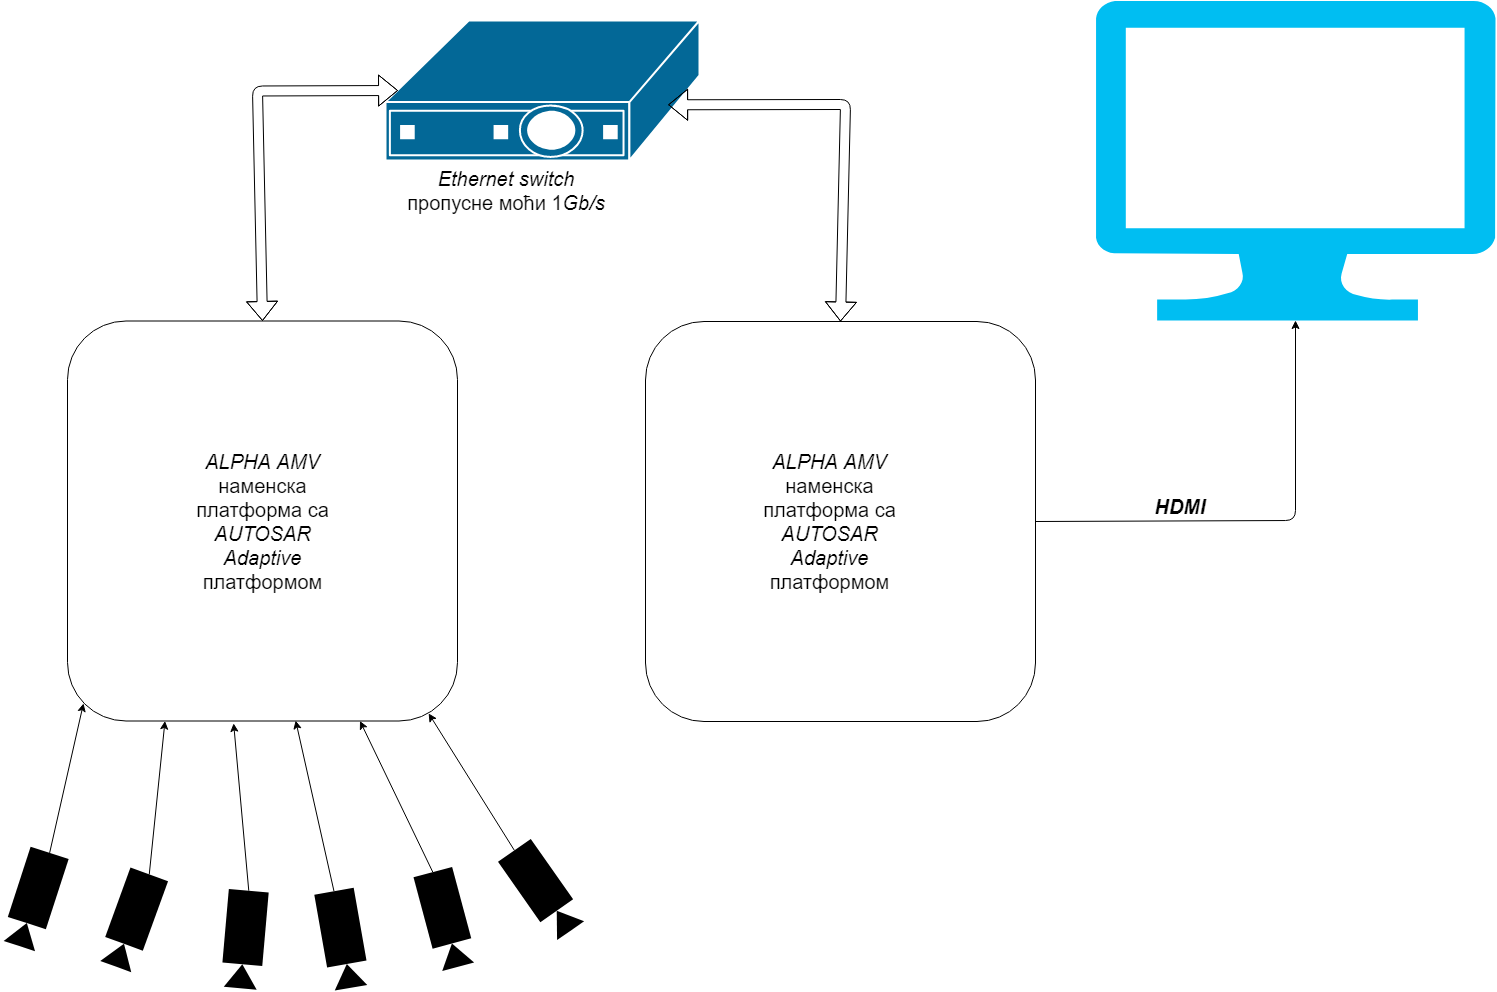 Ethernet switch
пропусне моћи 1Gb/s
ALPHA AMV
наменска
платформа са
AUTOSAR
Adaptive
платформом
ALPHA AMV
наменска
платформа са
AUTOSAR
Adaptive
платформом
HDMI